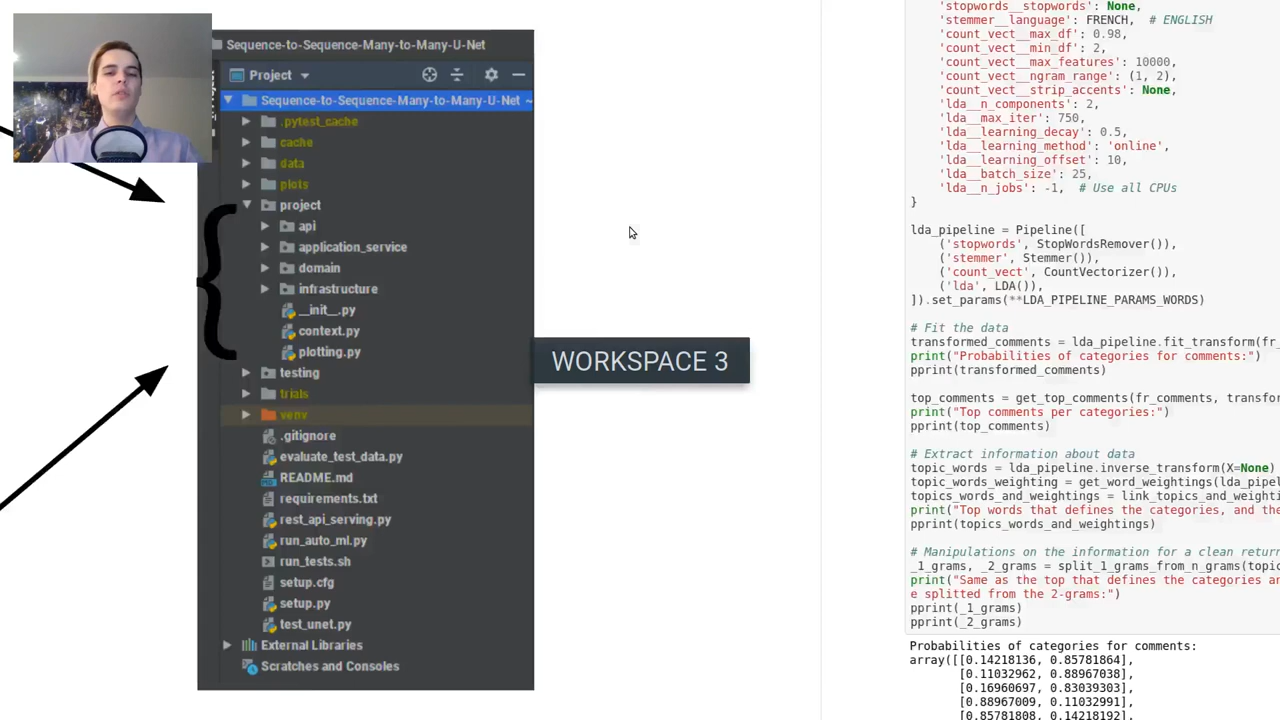 Sequence-to-Sequence-Many-to-Many-U-Net
Project
Sequence-to-Sequence-Many-to-Many-U-Net ~
.pytest_cache
cache
data
plots
project
api
application_service
domain
infrastructure
__init__.py
context.py
plotting.py
testing
trials
venv
.gitignore
evaluate_test_data.py
README.md
requirements.txt
rest_api_serving.py
run_auto_ml.py
run_tests.sh
setup.cfg
setup.py
test_unet.py
External Libraries
Scratches and Consoles
WORKSPACE 3
'stopwords__stopwords': None,
'stemmer__language': FRENCH,  # ENGLISH
'count_vect__max_df': 0.98,
'count_vect__min_df': 2,
'count_vect__max_features': 10000,
'count_vect__ngram_range': (1, 2),
'count_vect__strip_accents': None,
'lda__n_components': 2,
'lda__max_iter': 750,
'lda__learning_decay': 0.5,
'lda__learning_method': 'online',
'lda__learning_offset': 10,
'lda__batch_size': 25,
'lda__n_jobs': -1,  # Use all CPUs
}
lda_pipeline = Pipeline([
('stopwords', StopWordsRemover()),
('stemmer', Stemmer()),
('count_vect', CountVectorizer()),
('lda', LDA()),
]).set_params(**LDA_PIPELINE_PARAMS_WORDS)
# Fit the data
transformed_comments = lda_pipeline.fit_transform(fr_
print("Probabilities of categories for comments:")
pprint(transformed_comments)
top_comments = get_top_comments(fr_comments, transfor
print("Top comments per categories:")
pprint(top_comments)
# Extract information about data
topic_words = lda_pipeline.inverse_transform(X=None)
topic_words_weighting = get_word_weightings(lda_pipel
topics_words_and_weightings = link_topics_and_weighti
print("Top words that defines the categories, and the
pprint(topics_words_and_weightings)
# Manipulations on the information for a clean return
_1_grams, _2_grams = split_1_grams_from_n_grams(topic
print("Same as the top that defines the categories an
e splitted from the 2-grams:")
pprint(_1_grams)
pprint(_2_grams)
Probabilities of categories for comments:
array([[0.14218136, 0.85781864],
[0.11032962, 0.88967038],
[0.16960697, 0.83039303],
[0.88967009, 0.11032991],
[0.85781808, 0.14218192],